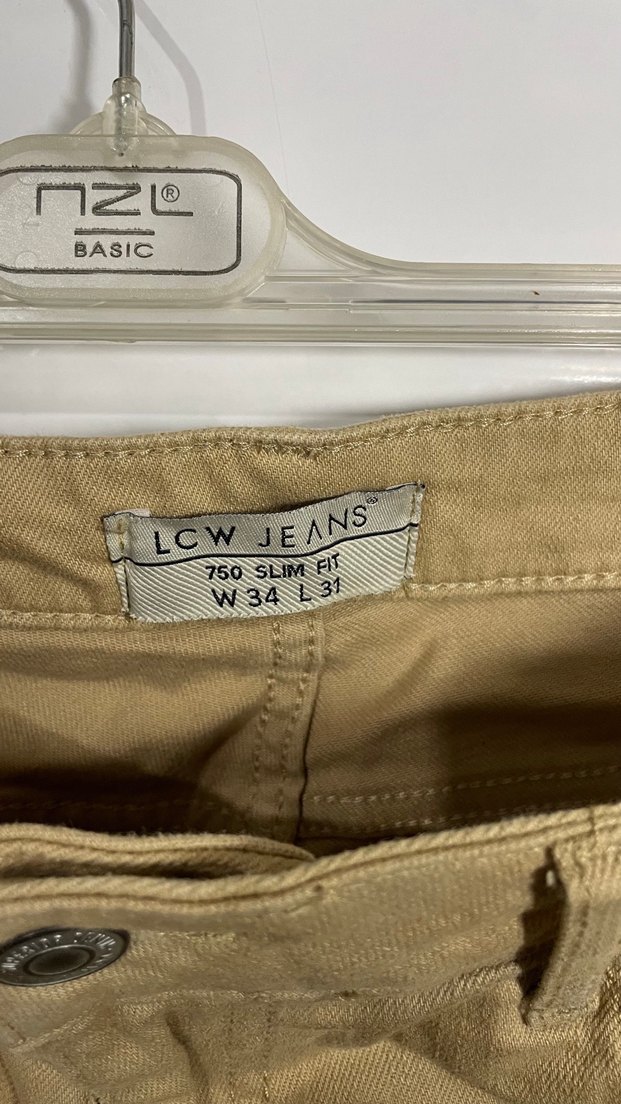 nZL®
BASIC
LCW JEANS®
750 SLIM FIT
W 34 L 31